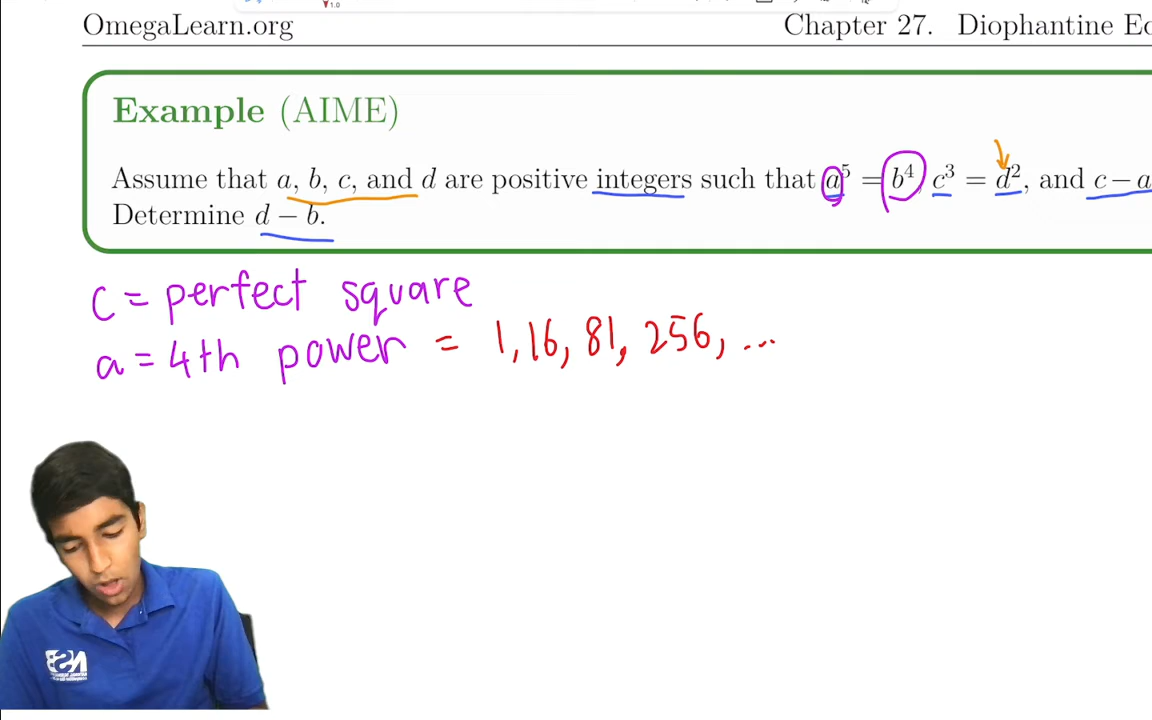 OmegaLearn.org Chapter 27. Diophantine Ec
Example (AIME)
Assume that a, b, c, and d are positive integers such that a⁵ = b⁴, c³ = d², and c − a
Determine d − b.
c = perfect square
a = 4th power = 1, 16, 81, 256, ...